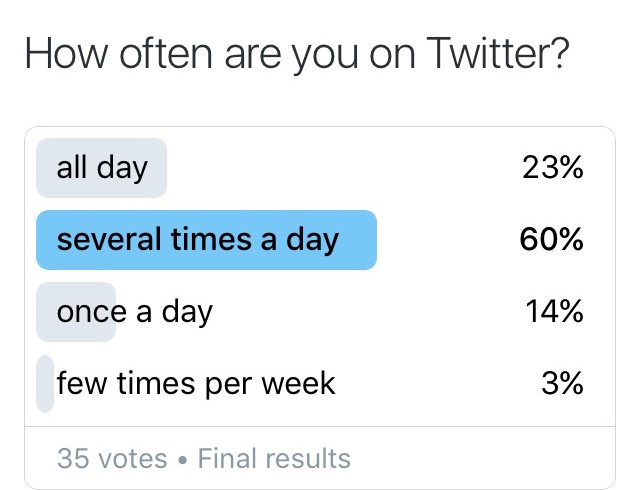 How often are you on Twitter?
all day 23%
several times a day 60%
once a day 14%
few times per week 3%
35 votes • Final results